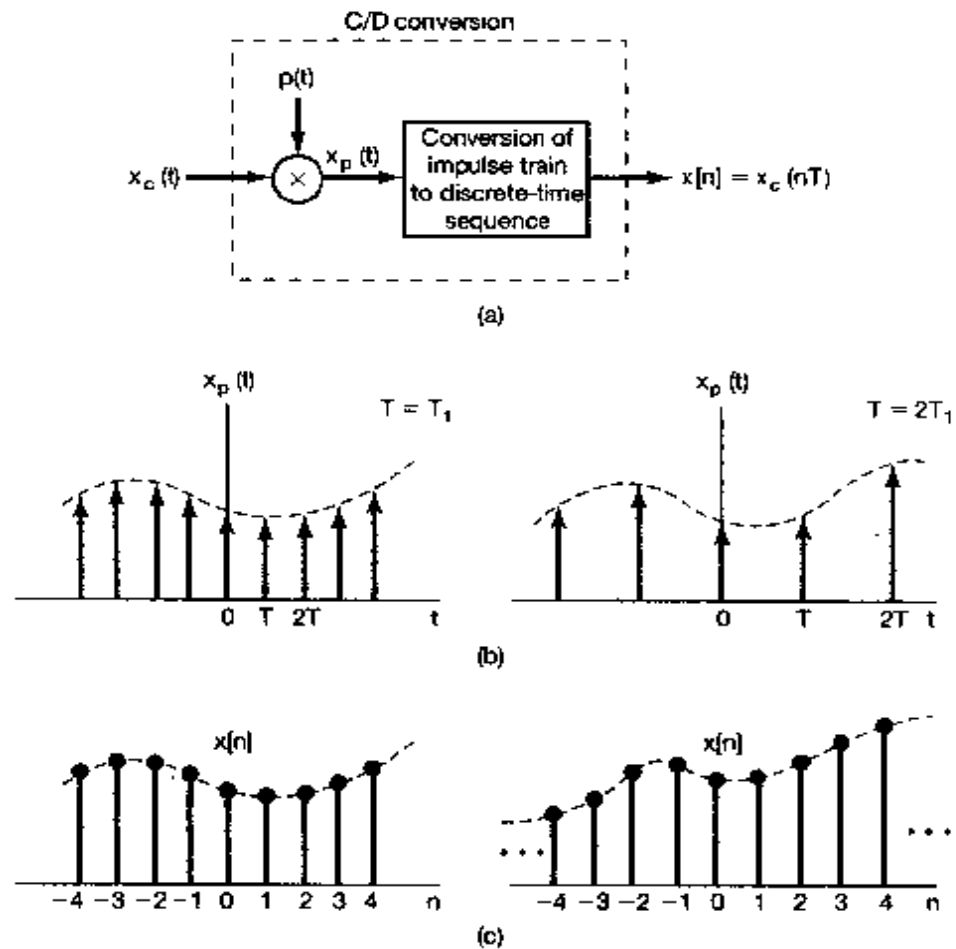 C/D conversion
p(t)
x_c (t)
×
x_p (t)
Conversion of
impulse train
to discrete-time
sequence
x[n] = x_c (nT)
(a)
x_p (t)
T = T_1
0 T 2T t
x_p (t)
T = 2T_1
0 T 2T t
(b)
x[n]
-4 -3 -2 -1 0 1 2 3 4 n
x[n]
-4 -3 -2 -1 0 1 2 3 4 n
(c)